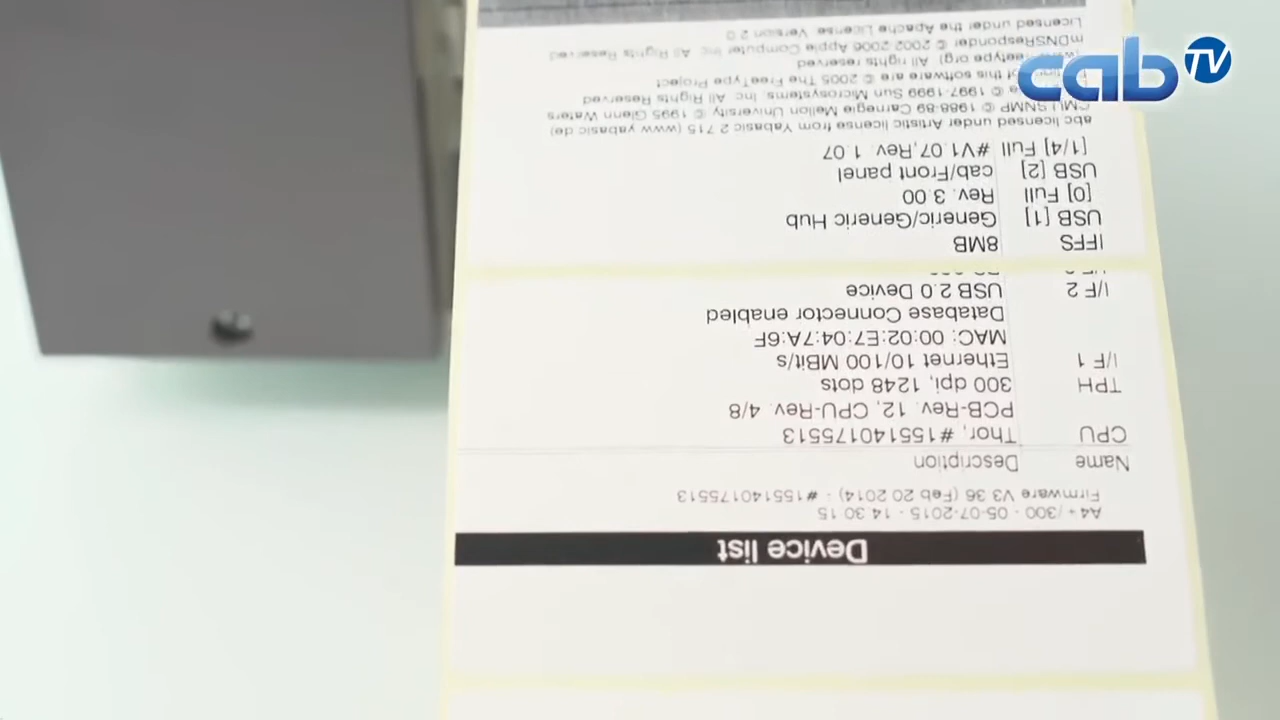 cab TV
Device list
A4+/300 - 05-07-2015 - 14:30:15
Firmware V3.36 (Feb 20 2014) - #155140175513
Name Description
CPU Thor, #155140175513
PCB-Rev. 12, CPU-Rev. 4/8
TPH 300 dpi, 1248 dots
I/F 1 Ethernet 10/100 MBit/s
MAC: 00:02:E7:04:7A:6F
Database Connector enabled
I/F 2 USB 2.0 Device
IFFS 8MB
USB [1] Generic/Generic Hub
[0] Full Rev. 3.00
USB [2] cab/Front panel
[1/4] Full #V1.07,Rev. 1.07
abc licensed under Artistic license from Yabasic 2.715 (www.yabasic.de)
CMU SNMP © 1988-89 Carnegie Mellon University © 1995 Glenn Waters
© 1997-1999 Sun Microsystems, Inc. All Rights Reserved
of this software are © 2005 The FreeType Project
All rights reserved
mDNSResponder © 2002-2006 Apple Computer Inc. All Rights Reserved
Licensed under the Apache License, Version 2.0